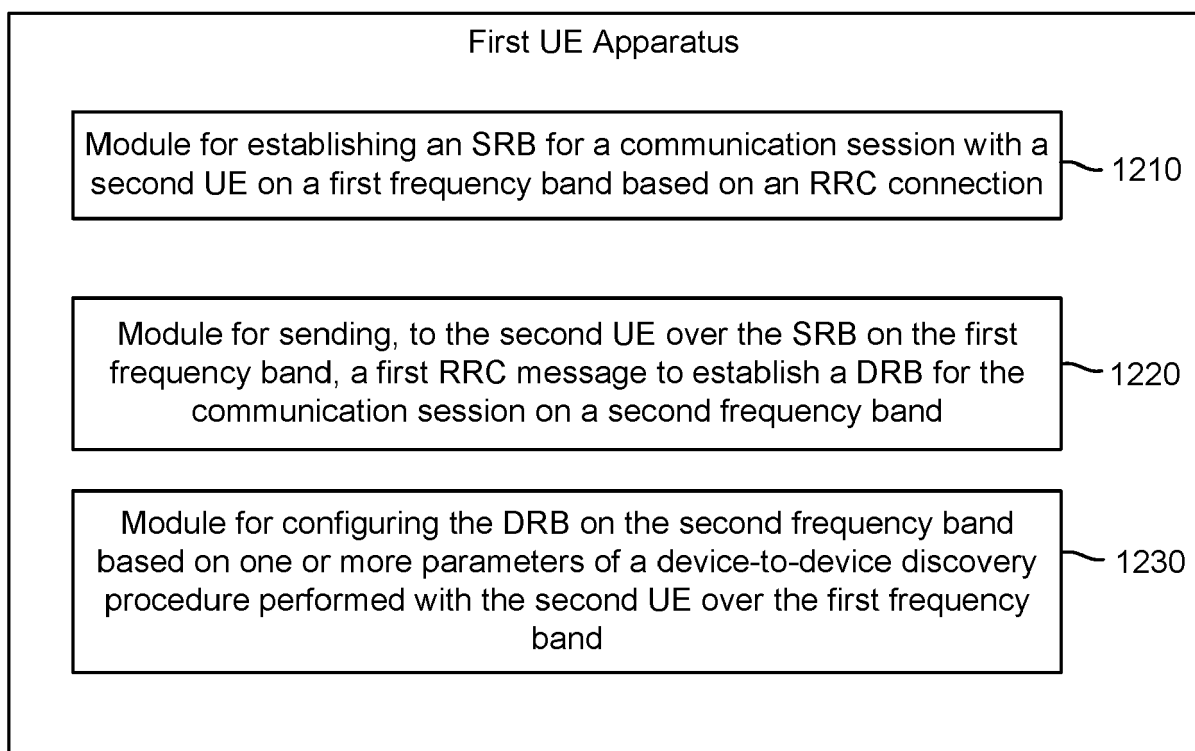 First UE Apparatus
Module for establishing an SRB for a communication session with a
second UE on a first frequency band based on an RRC connection
1210
Module for sending, to the second UE over the SRB on the first
frequency band, a first RRC message to establish a DRB for the
communication session on a second frequency band
1220
Module for configuring the DRB on the second frequency band
based on one or more parameters of a device-to-device discovery
procedure performed with the second UE over the first frequency
band
1230